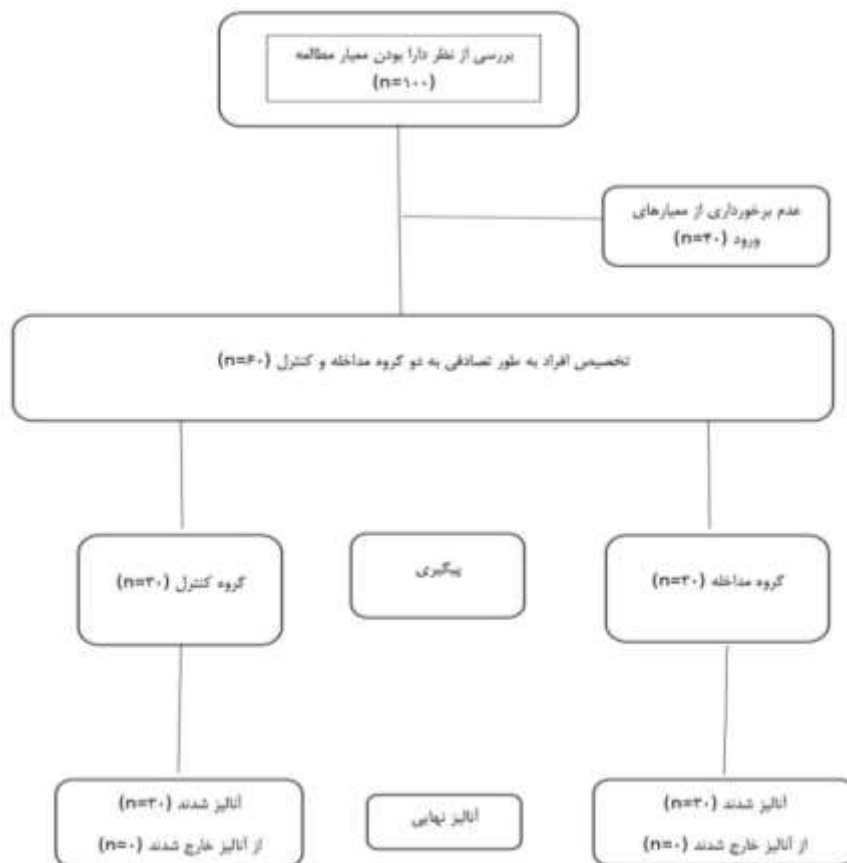 بررسی از نظر دارا بودن معیار مطالعه
(n=۱۰۰)
عدم برخورداری از معیارهای
ورود (n=۴۰)
تخصیص افراد به طور تصادفی به دو گروه مداخله و کنترل (n=۶۰)
گروه مداخله (n=۳۰)
پیگیری
گروه کنترل (n=۳۰)
آنالیز شدند (n=۳۰)
از آنالیز خارج شدند (n=۰)
آنالیز نهایی
آنالیز شدند (n=۳۰)
از آنالیز خارج شدند (n=۰)